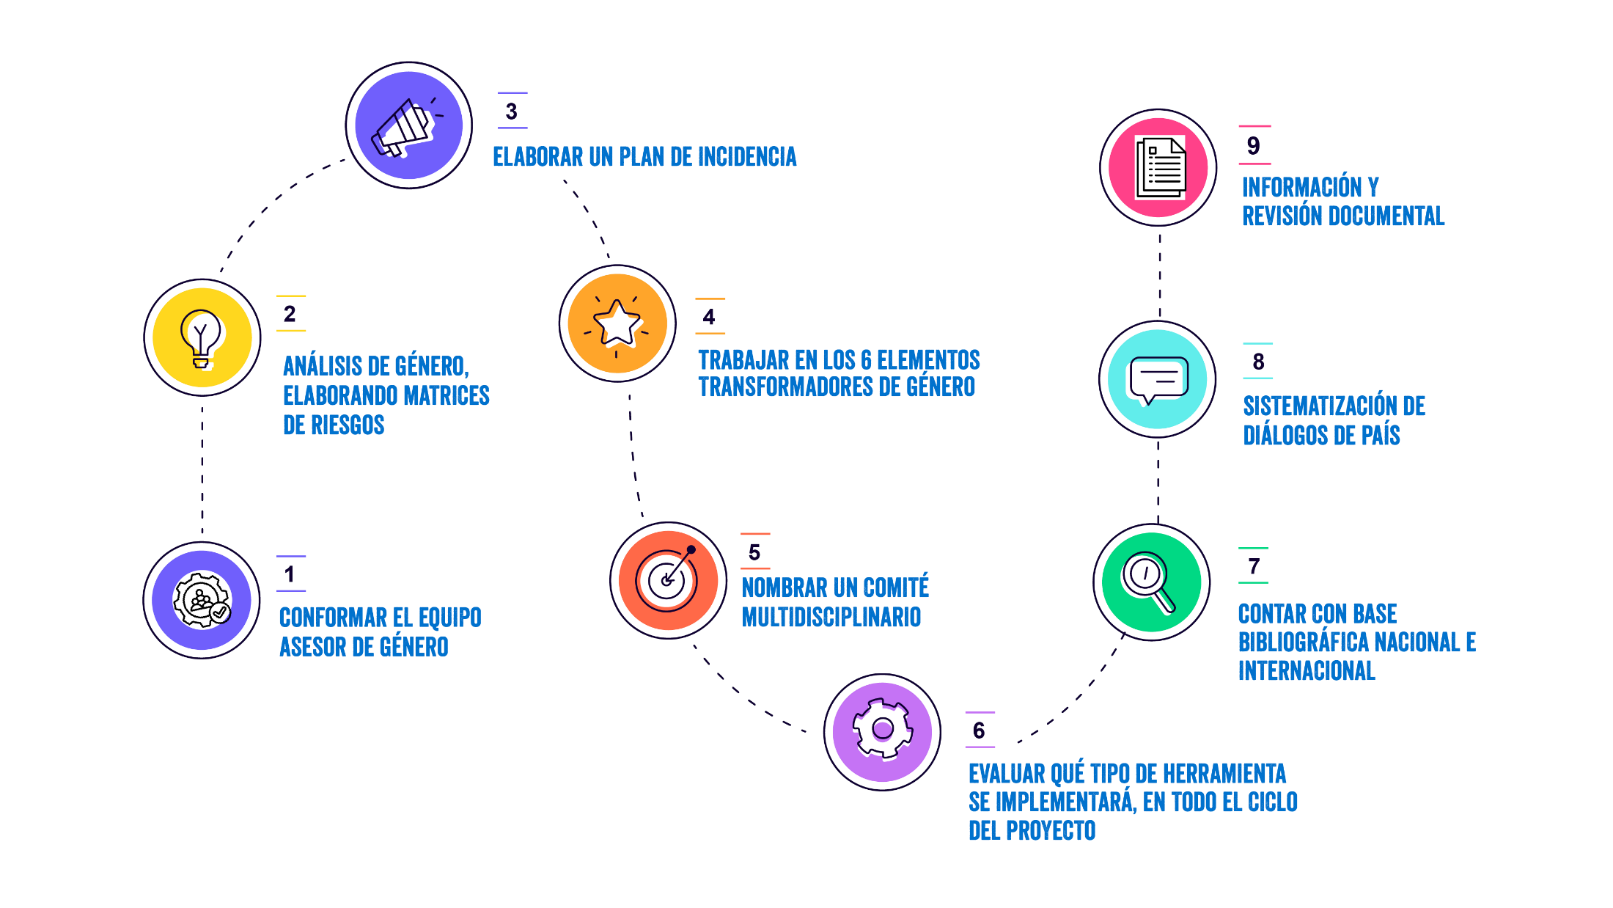 1
CONFORMAR EL EQUIPO
ASESOR DE GÉNERO
2
ANÁLISIS DE GÉNERO,
ELABORANDO MATRICES
DE RIESGOS
3
ELABORAR UN PLAN DE INCIDENCIA
4
TRABAJAR EN LOS 6 ELEMENTOS
TRANSFORMADORES DE GÉNERO
5
NOMBRAR UN COMITÉ
MULTIDISCIPLINARIO
6
EVALUAR QUÉ TIPO DE HERRAMIENTA
SE IMPLEMENTARÁ, EN TODO EL CICLO
DEL PROYECTO
7
CONTAR CON BASE
BIBLIOGRÁFICA NACIONAL E
INTERNACIONAL
8
SISTEMATIZACIÓN DE
DIÁLOGOS DE PAÍS
9
INFORMACIÓN Y
REVISIÓN DOCUMENTAL